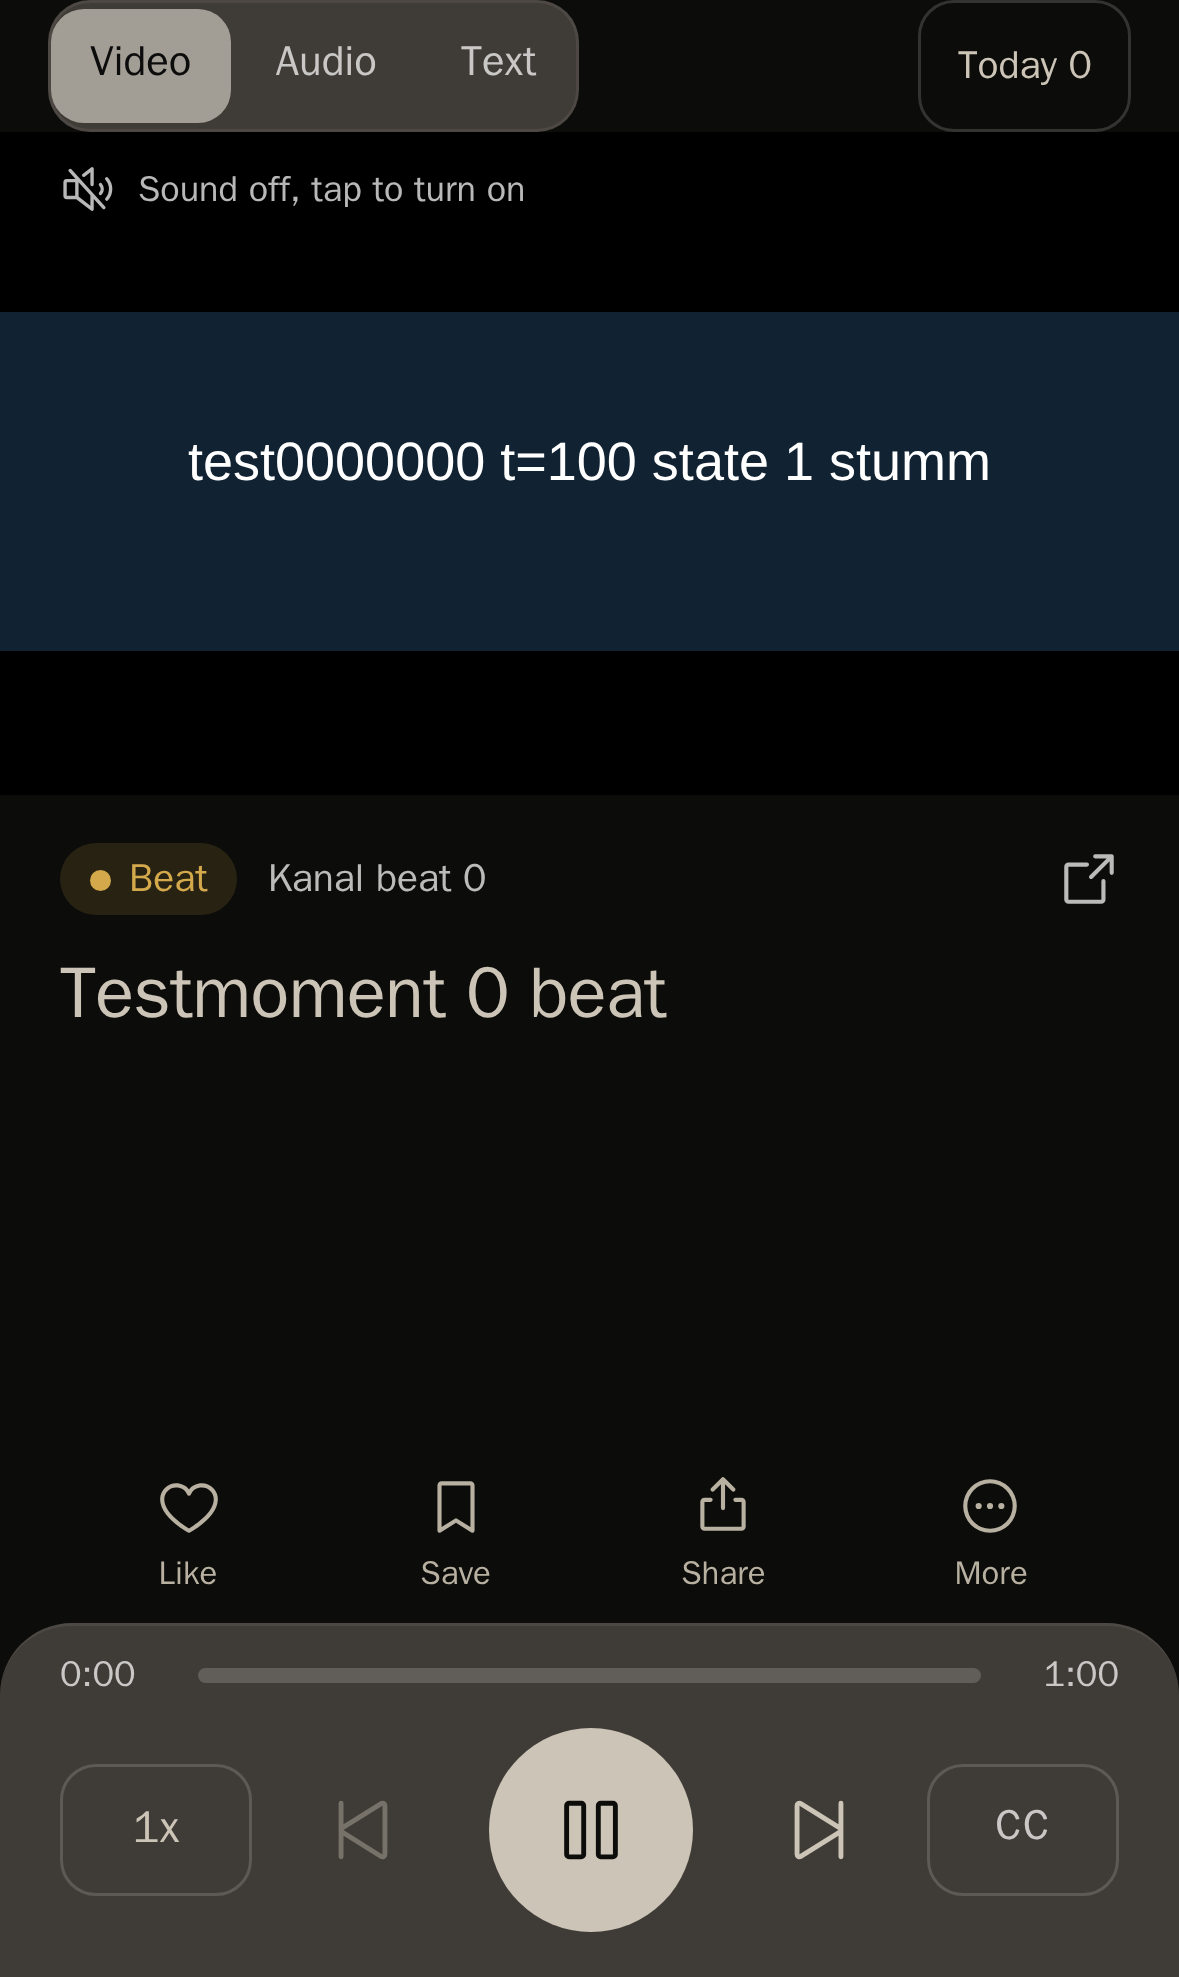 Video Audio Text Today 0
Sound off, tap to turn on
test0000000 t=100 state 1 stumm
Beat Kanal beat 0
Testmoment 0 beat
Like Save Share More
0:00 1:00
1x CC